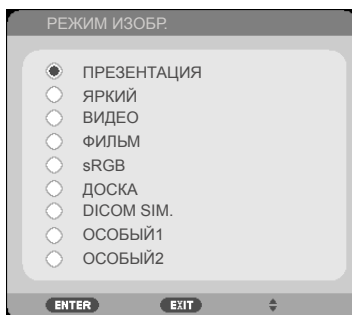 РЕЖИМ ИЗОБР.
ПРЕЗЕНТАЦИЯ
ЯРКИЙ
ВИДЕО
ФИЛЬМ
sRGB
ДОСКА
DICOM SIM.
ОСОБЫЙ1
ОСОБЫЙ2
ENTER EXIT